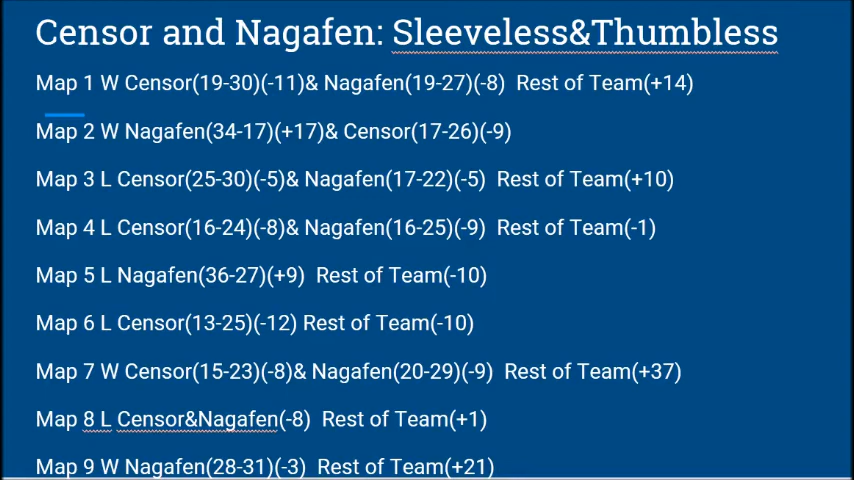 Censor and Nagafen: Sleeveless&Thumbless
Map 1 W Censor(19-30)(-11)& Nagafen(19-27)(-8)  Rest of Team(+14)
Map 2 W Nagafen(34-17)(+17)& Censor(17-26)(-9)
Map 3 L Censor(25-30)(-5)& Nagafen(17-22)(-5)  Rest of Team(+10)
Map 4 L Censor(16-24)(-8)& Nagafen(16-25)(-9)  Rest of Team(-1)
Map 5 L Nagafen(36-27)(+9)  Rest of Team(-10)
Map 6 L Censor(13-25)(-12) Rest of Team(-10)
Map 7 W Censor(15-23)(-8)& Nagafen(20-29)(-9)  Rest of Team(+37)
Map 8 L Censor&Nagafen(-8)  Rest of Team(+1)
Map 9 W Nagafen(28-31)(-3)  Rest of Team(+21)